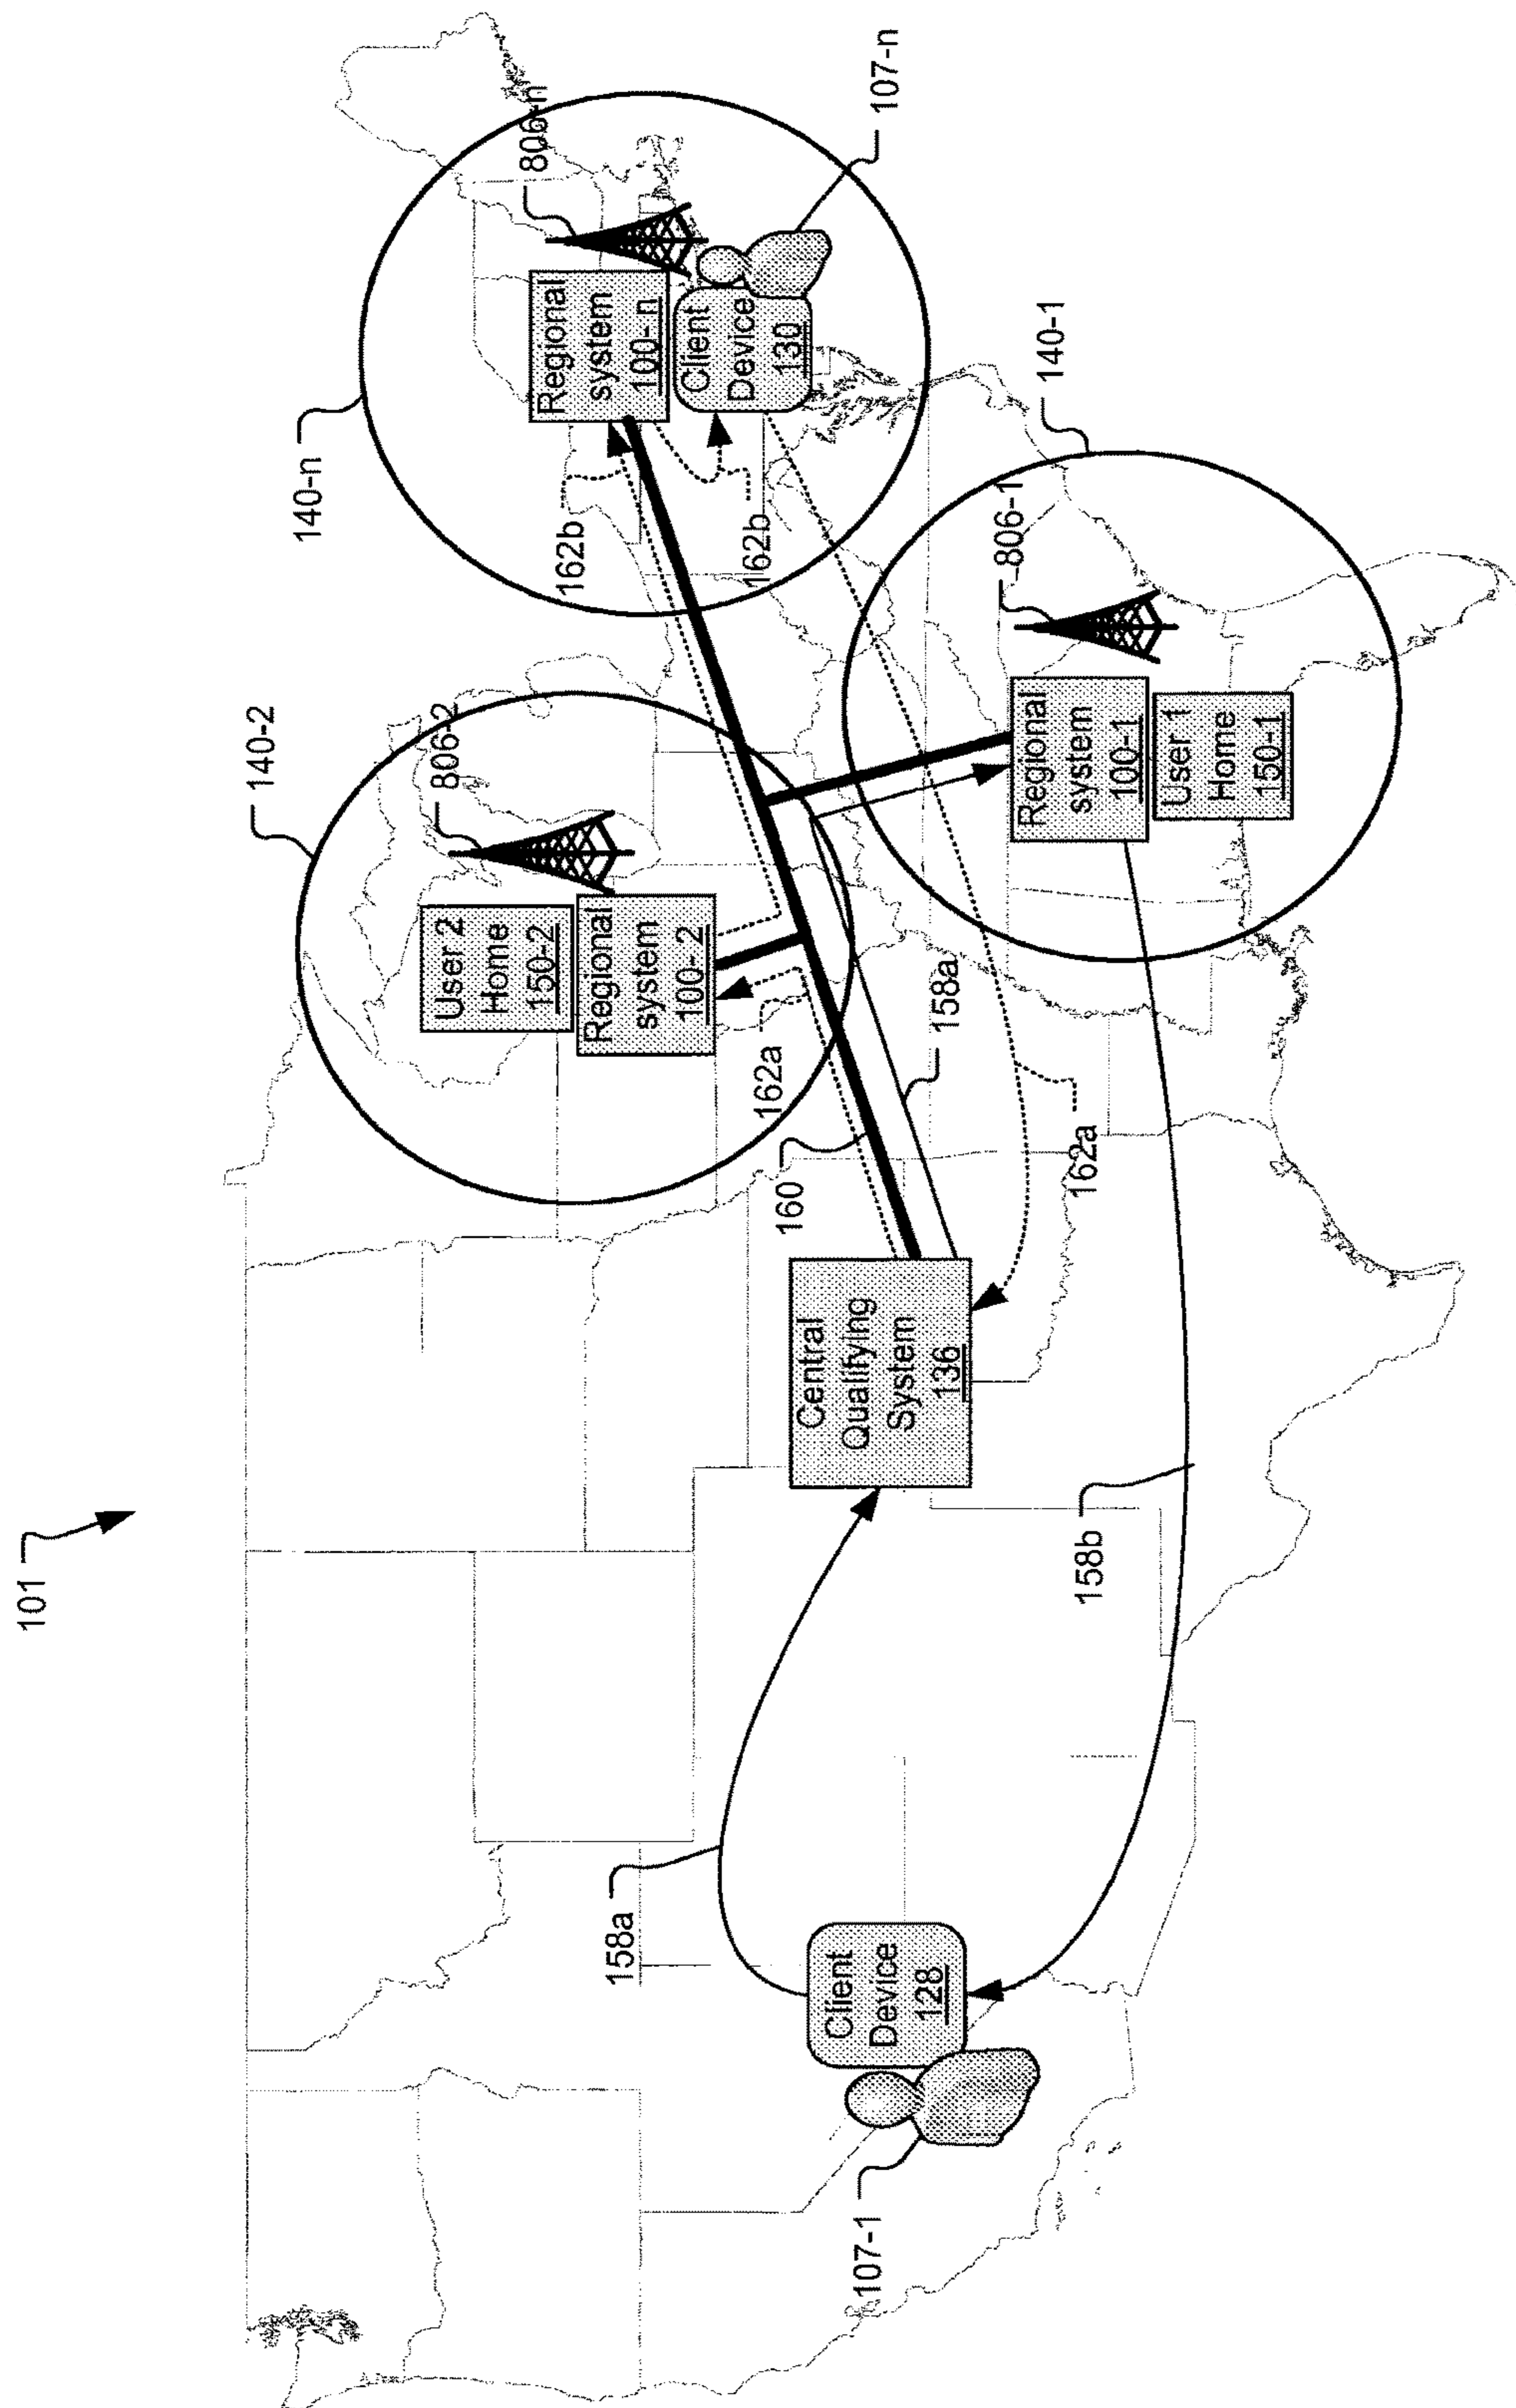 101
107-1
Client
Device
128
158a
158b
Central
Qualifying
System
136
160
162a
162a
158a
140-2
User 2
Home
150-2
Regional
system
100-2
806-2
140-1
Regional
system
100-1
User 1
Home
150-1
806-1
140-n
162b
162b
Regional
system
100-n
Client
Device
130
806-n
107-n